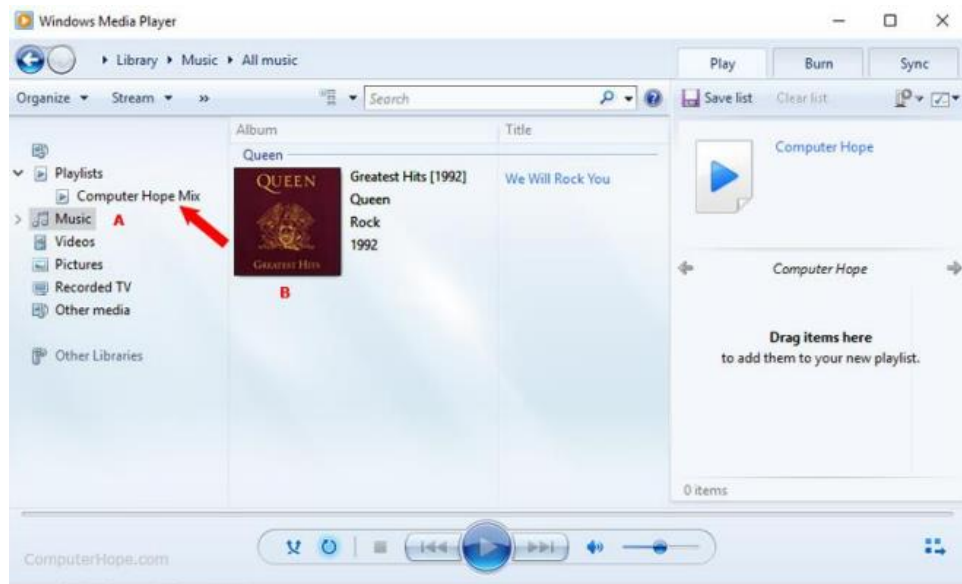 Windows Media Player
Library Music All music
Play Burn Sync
Organize Stream » Search Save list Clear list
Album Title
Queen
Playlists
Computer Hope Mix
Music A
Videos
Pictures
Recorded TV
Other media
Other Libraries
QUEEN
GREATEST HITS
B
Greatest Hits [1992]
Queen
Rock
1992
We Will Rock You
Computer Hope
Computer Hope
Drag items here
to add them to your new playlist.
0 items
ComputerHope.com